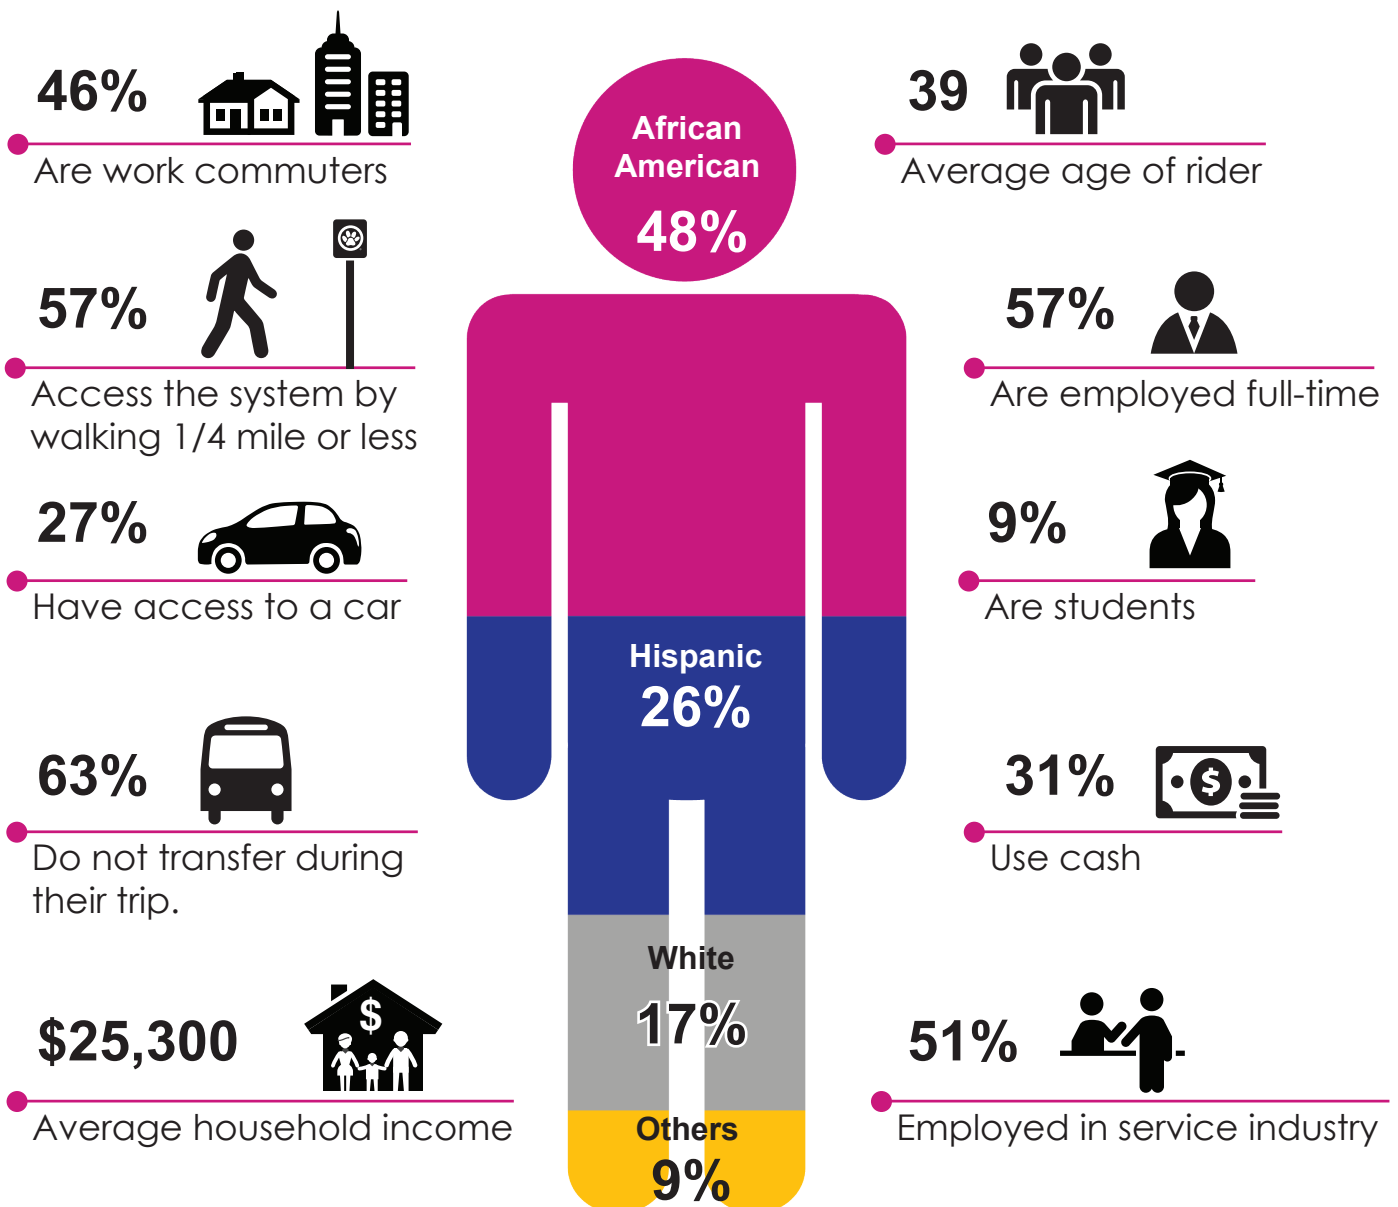 46%
Are work commuters
57%
Access the system by
walking 1/4 mile or less
27%
Have access to a car
63%
Do not transfer during
their trip.
$
$25,300
Average household income
African
American
48%
Hispanic
26%
White
17%
Others
9%
39
Average age of rider
57%
Are employed full-time
9%
Are students
31%
$
Use cash
51%
Employed in service industry